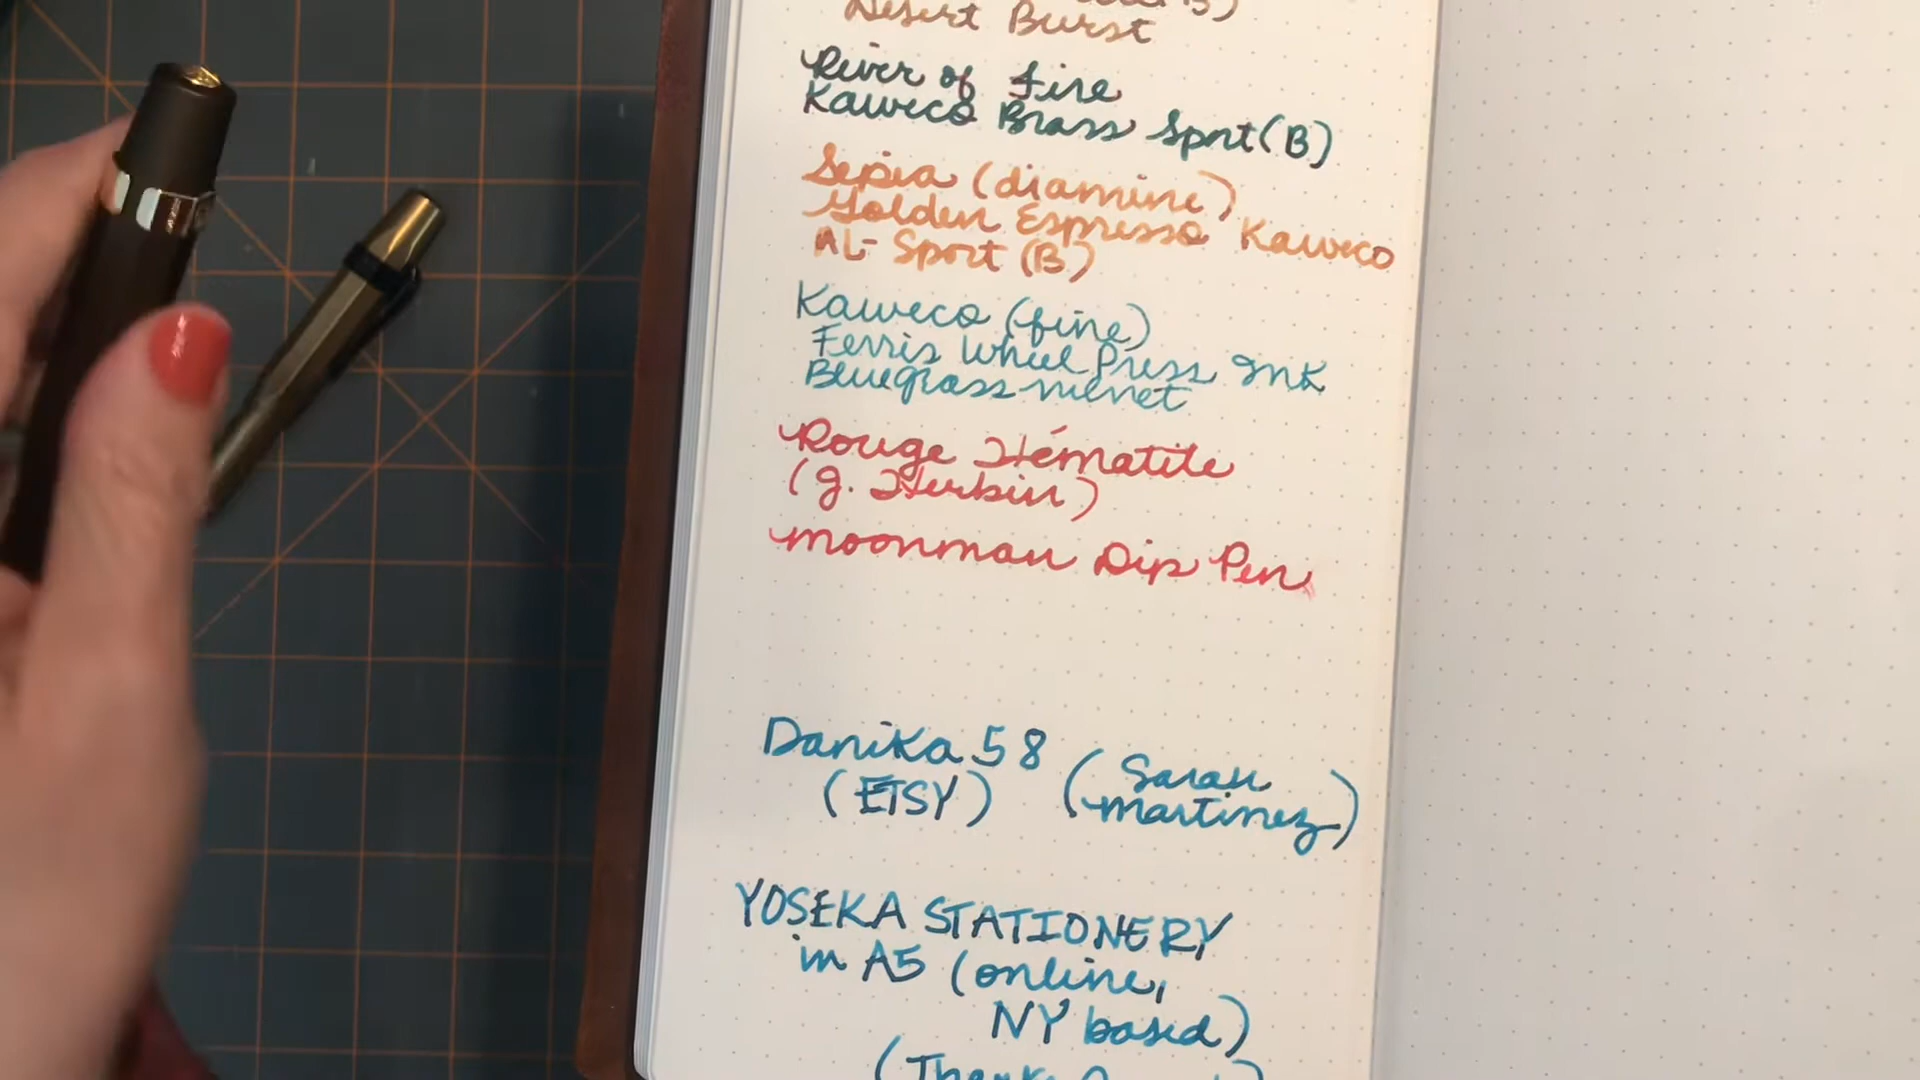 Desert Burst
River of Fire
Kaweco Brass Sport (B)
Sepia (diamine)
Golden Espresso Kaweco
AL-Sport (B)
Kaweco (fine)
Ferris Wheel Press Ink
Bluegrass velvet
Rouge Hématite
(J. Herbin)
moonman Dip Pen
Danika 58 (Sarah
(ETSY) martinez)
YOSEKA STATIONERY
in A5 (online,
NY based)